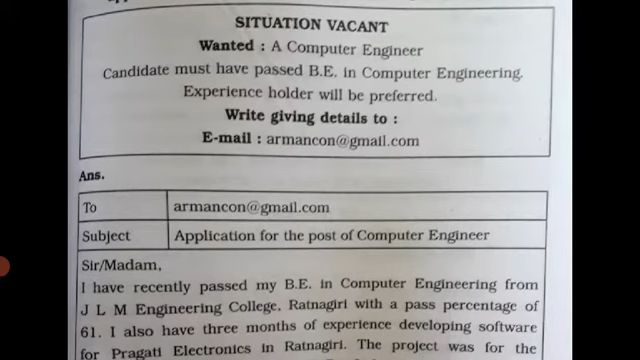 SITUATION VACANT
Wanted : A Computer Engineer
Candidate must have passed B.E. in Computer Engineering.
Experience holder will be preferred.
Write giving details to :
E-mail : armancon@gmail.com
Ans.
To armancon@gmail.com
Subject Application for the post of Computer Engineer
Sir/Madam,
I have recently passed my B.E. in Computer Engineering from
J L M Engineering College, Ratnagiri with a pass percentage of
61. I also have three months of experience developing software
for Pragati Electronics in Ratnagiri. The project was for the